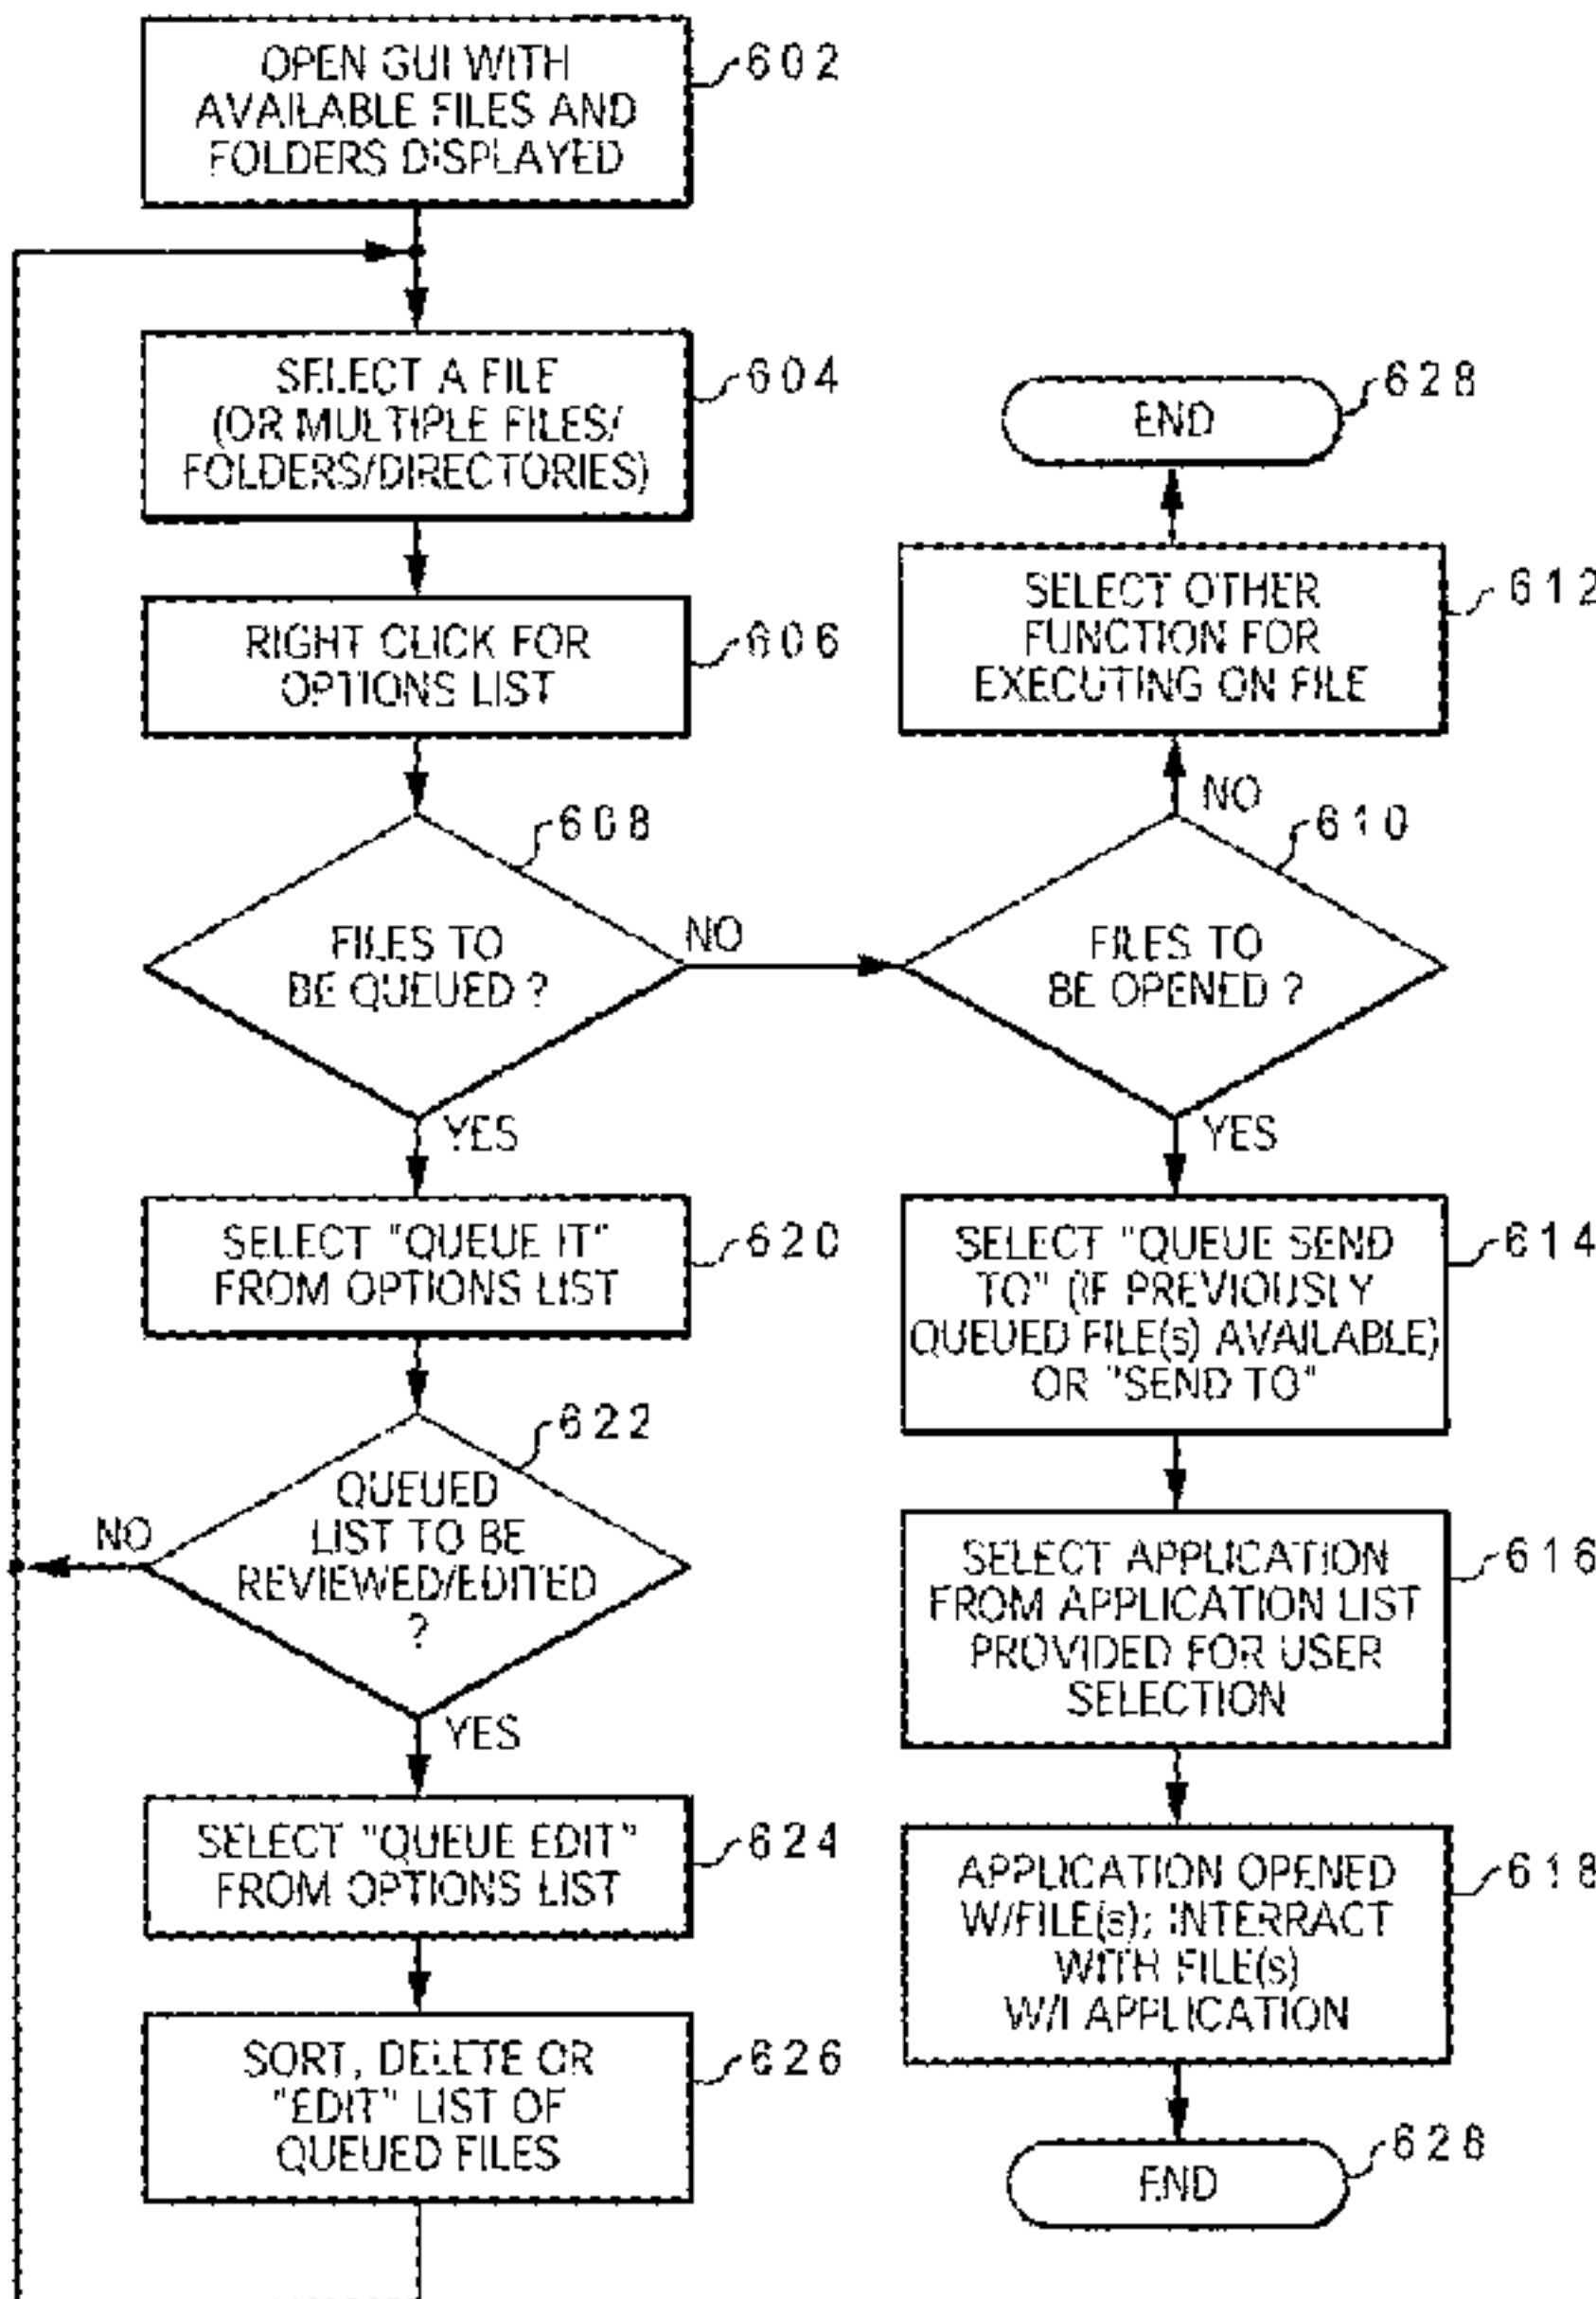 OPEN GUI WITH
AVAILABLE FILES AND
FOLDERS DISPLAYED
602
SELECT A FILE
(OR MULTIPLE FILES/
FOLDERS/DIRECTORIES)
604
RIGHT CLICK FOR
OPTIONS LIST
606
FILES TO
BE QUEUED ?
608
NO
YES
FILES TO
BE OPENED ?
610
NO
YES
SELECT OTHER
FUNCTION FOR
EXECUTING ON FILE
612
END
628
SELECT "QUEUE SEND
TO" (IF PREVIOUSLY
QUEUED FILE(s) AVAILABLE)
OR "SEND TO"
614
SELECT APPLICATION
FROM APPLICATION LIST
PROVIDED FOR USER
SELECTION
616
APPLICATION OPENED
W/FILE(s); INTERRACT
WITH FILE(s)
W/I APPLICATION
618
END
628
SELECT "QUEUE IT"
FROM OPTIONS LIST
620
QUEUED
LIST TO BE
REVIEWED/EDITED
?
622
NO
YES
SELECT "QUEUE EDIT"
FROM OPTIONS LIST
624
SORT, DELETE OR
"EDIT" LIST OF
QUEUED FILES
626